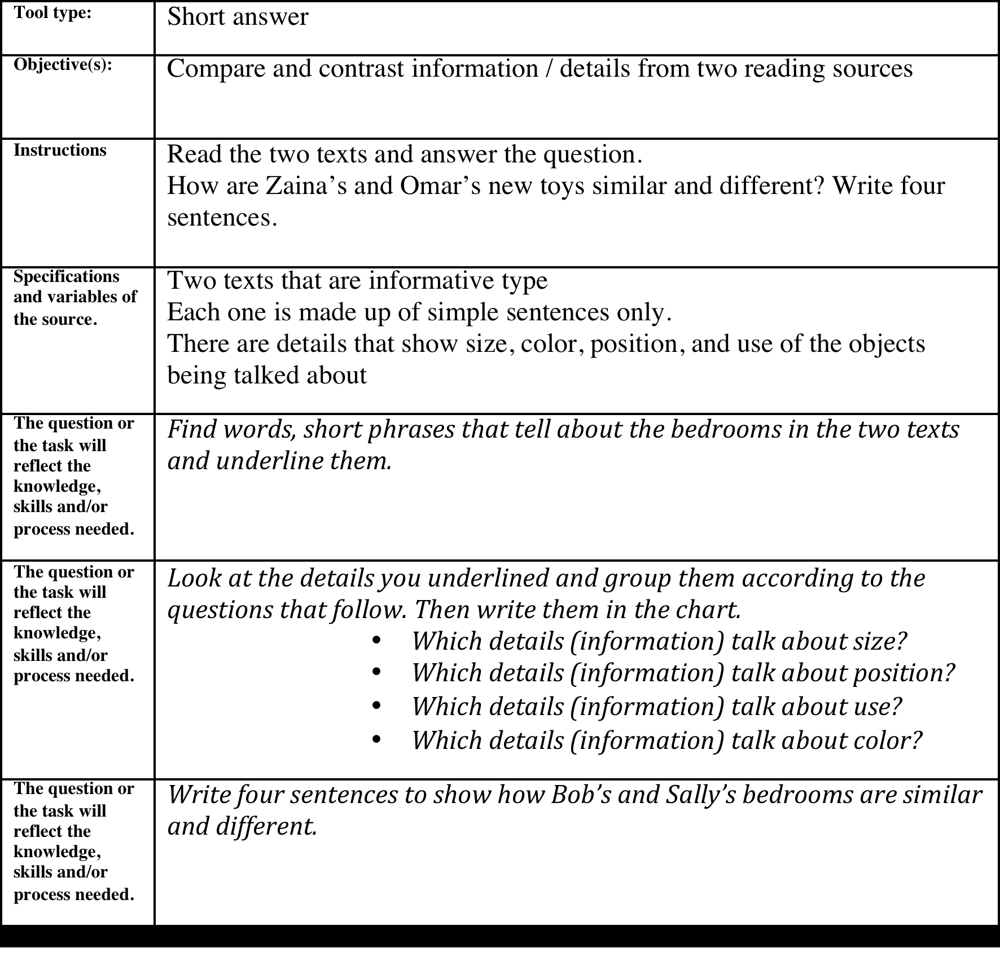 Tool type:
Short answer
Objective(s):
Compare and contrast information / details from two reading sources
Instructions
Read the two texts and answer the question.
How are Zaina’s and Omar’s new toys similar and different? Write four
sentences.
Specifications
and variables of
the source.
Two texts that are informative type
Each one is made up of simple sentences only.
There are details that show size, color, position, and use of the objects
being talked about
The question or
the task will
reflect the
knowledge,
skills and/or
process needed.
Find words, short phrases that tell about the bedrooms in the two texts
and underline them.
The question or
the task will
reflect the
knowledge,
skills and/or
process needed.
Look at the details you underlined and group them according to the
questions that follow. Then write them in the chart.
• Which details (information) talk about size?
• Which details (information) talk about position?
• Which details (information) talk about use?
• Which details (information) talk about color?
The question or
the task will
reflect the
knowledge,
skills and/or
process needed.
Write four sentences to show how Bob’s and Sally’s bedrooms are similar
and different.